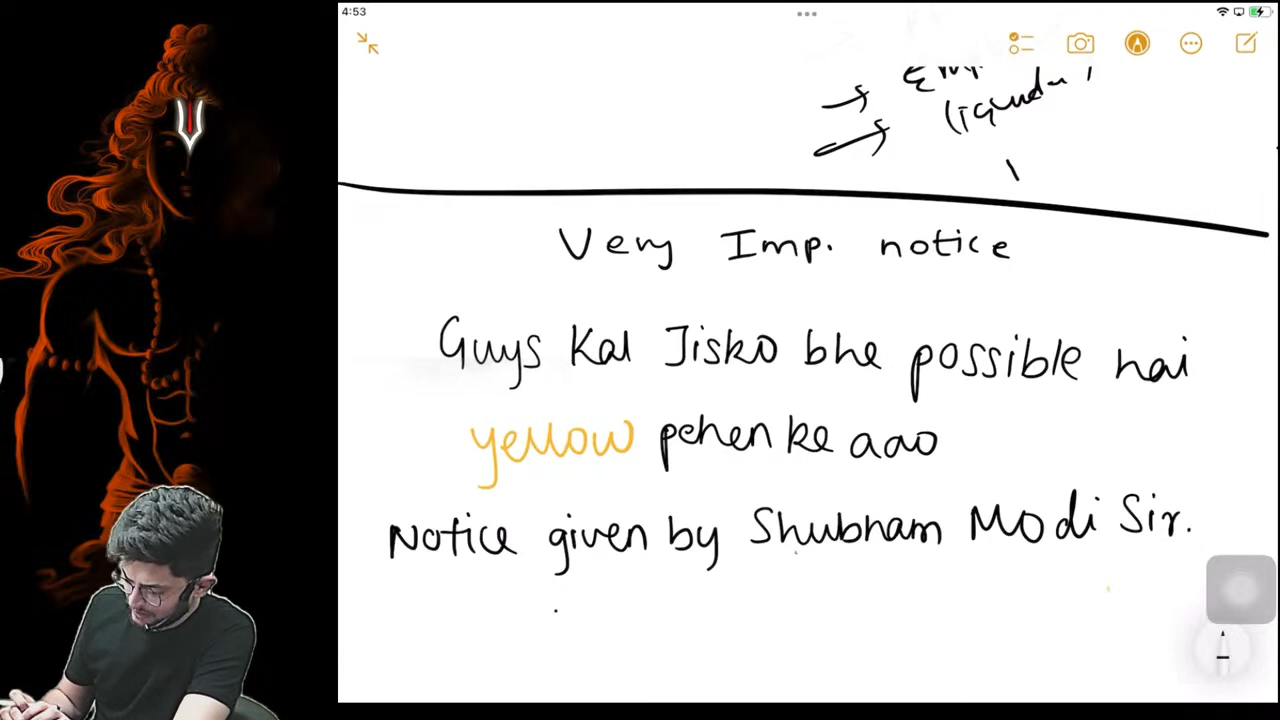 4:53
Very Imp. notice
Guys Kal Jisko bhe possible hai
yellow pehen ke aao
Notice given by Shubham Modi Sir.